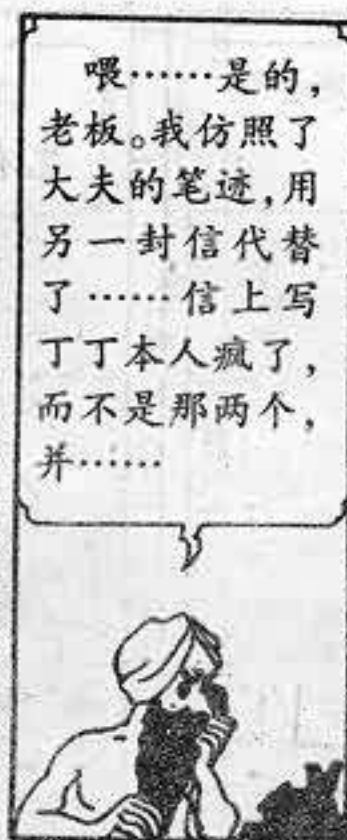 喂……是的,
老板。我仿照了
大夫的笔迹,用
另一封信代替
了……信上写
丁丁本人疯了,
而不是那两个,
并……